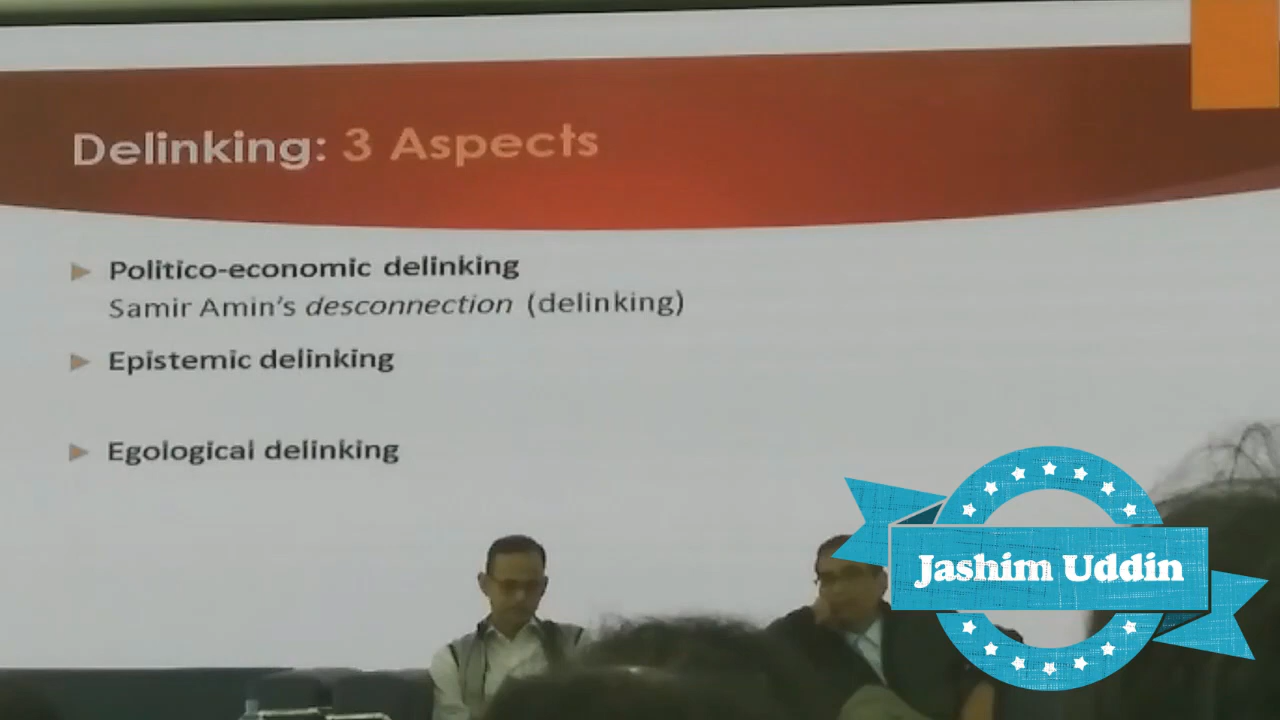 Delinking: 3 Aspects
Politico-economic delinking
Samir Amin's desconnection (delinking)
Epistemic delinking
Egological delinking
Jashim Uddin